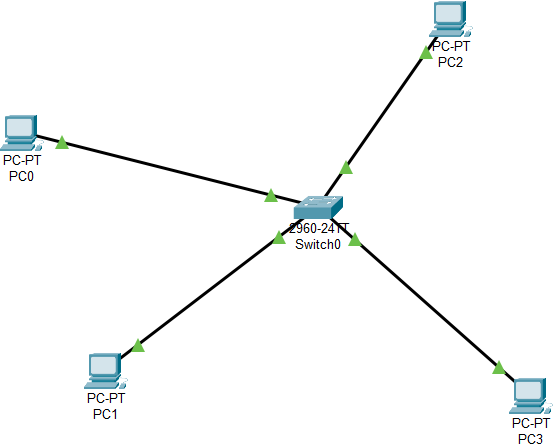 PC-PT
PC2
PC-PT
PC0
2960-24TT
Switch0
PC-PT
PC1
PC-PT
PC3